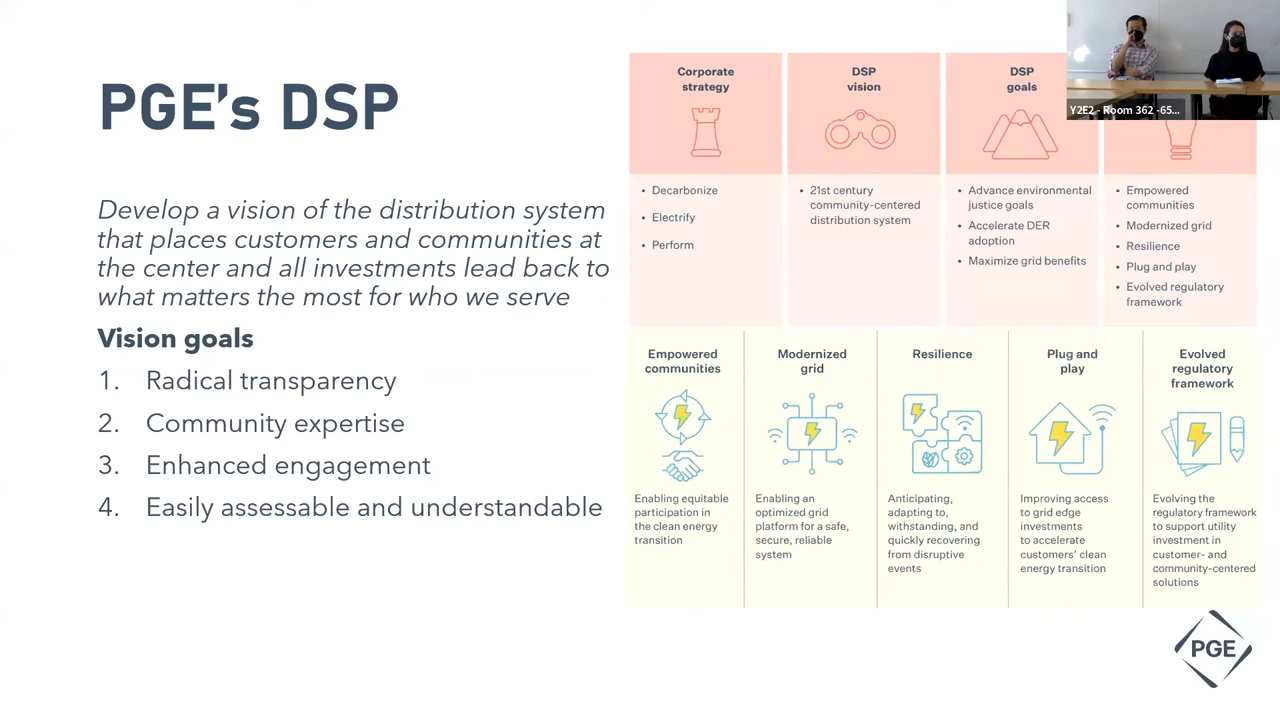 PGE's DSP
Develop a vision of the distribution system
that places customers and communities at
the center and all investments lead back to
what matters the most for who we serve
Vision goals
1. Radical transparency
2. Community expertise
3. Enhanced engagement
4. Easily assessable and understandable
Corporate
strategy
• Decarbonize
• Electrify
• Perform
DSP
vision
• 21st century
community-centered
distribution system
DSP
goals
• Advance environmental
justice goals
• Accelerate DER
adoption
• Maximize grid benefits
• Empowered
communities
• Modernized grid
• Resilience
• Plug and play
• Evolved regulatory
framework
Empowered
communities
Enabling equitable
participation in
the clean energy
transition
Modernized
grid
Enabling an
optimized grid
platform for a safe,
secure, reliable
system
Resilience
Anticipating,
adapting to,
withstanding, and
quickly recovering
from disruptive
events
Plug and
play
Improving access
to grid edge
investments
to accelerate
customers' clean
energy transition
Evolved
regulatory
framework
Evolving the
regulatory framework
to support utility
investment in
customer- and
community-centered
solutions
Y2E2 - Room 362 -65...
PGE